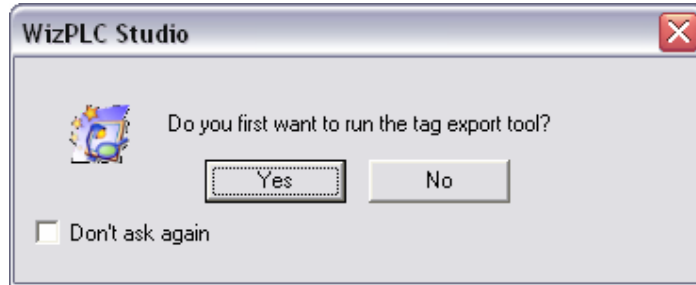 WizPLC Studio
Do you first want to run the tag export tool?
Yes No
Don't ask again